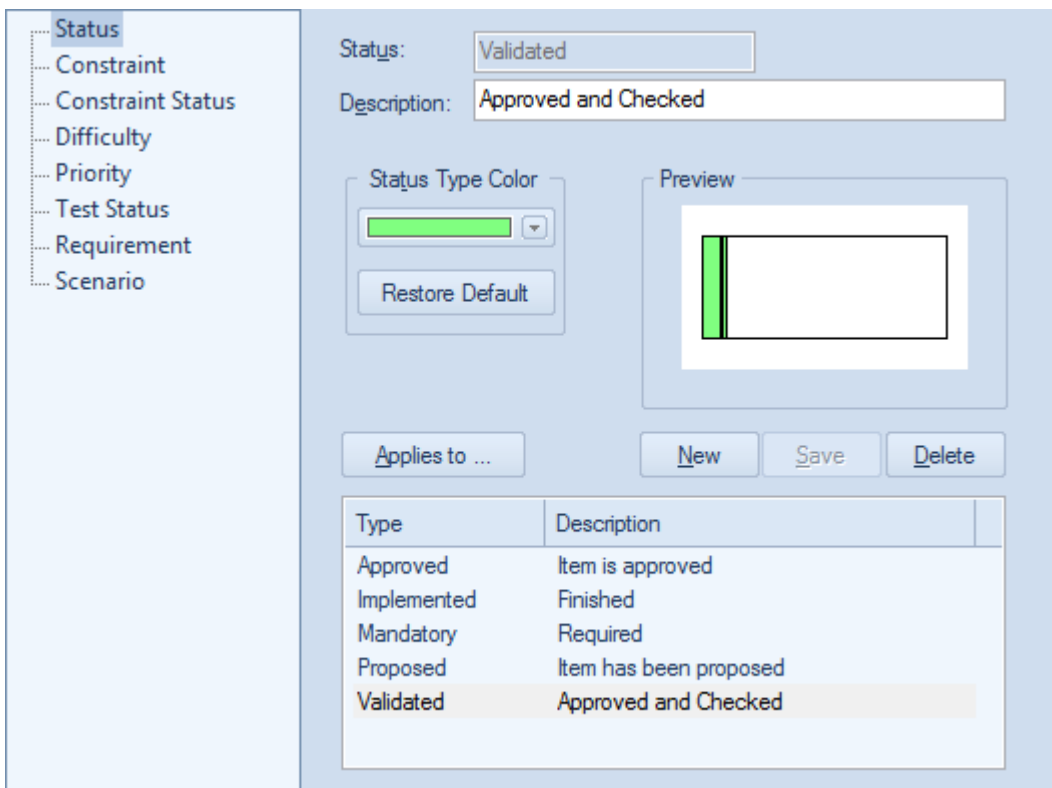 Status
Constraint
Constraint Status
Difficulty
Priority
Test Status
Requirement
Scenario
Status: Validated
Description: Approved and Checked
Status Type Color
Restore Default
Preview
Applies to ...
New
Save
Delete
Type Description
Approved Item is approved
Implemented Finished
Mandatory Required
Proposed Item has been proposed
Validated Approved and Checked